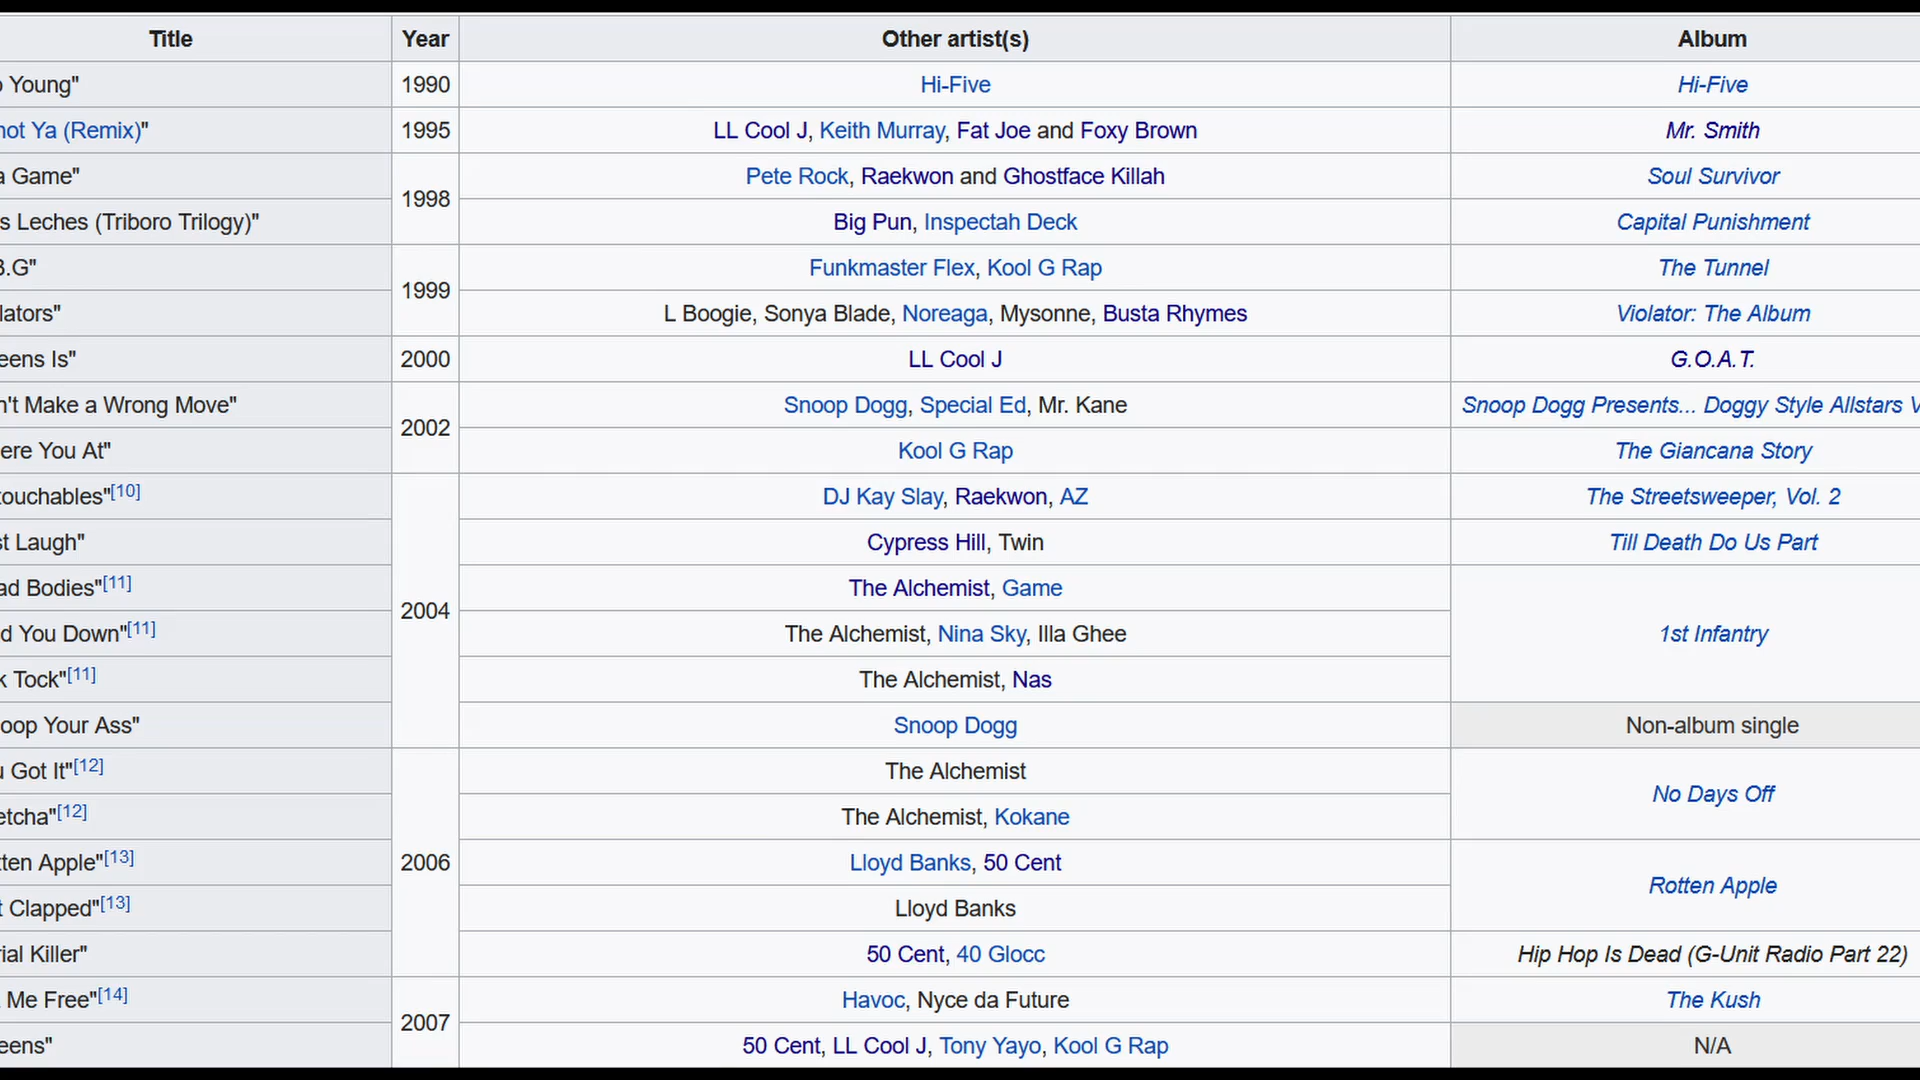 Title Year Other artist(s) Album
Young" 1990 Hi-Five Hi-Five
not Ya (Remix)" 1995 LL Cool J, Keith Murray, Fat Joe and Foxy Brown Mr. Smith
a Game" 1998 Pete Rock, Raekwon and Ghostface Killah Soul Survivor
s Leches (Triboro Trilogy)" Big Pun, Inspectah Deck Capital Punishment
B.G" 1999 Funkmaster Flex, Kool G Rap The Tunnel
lators" L Boogie, Sonya Blade, Noreaga, Mysonne, Busta Rhymes Violator: The Album
eens Is" 2000 LL Cool J G.O.A.T.
n't Make a Wrong Move" 2002 Snoop Dogg, Special Ed, Mr. Kane Snoop Dogg Presents... Doggy Style Allstars V
ere You At" Kool G Rap The Giancana Story
touchables"[10] 2004 DJ Kay Slay, Raekwon, AZ The Streetsweeper, Vol. 2
st Laugh" Cypress Hill, Twin Till Death Do Us Part
ad Bodies"[11] The Alchemist, Game 1st Infantry
d You Down"[11] The Alchemist, Nina Sky, Illa Ghee
k Tock"[11] The Alchemist, Nas
oop Your Ass" Snoop Dogg Non-album single
u Got It"[12] 2006 The Alchemist No Days Off
etcha"[12] The Alchemist, Kokane
tten Apple"[13] Lloyd Banks, 50 Cent Rotten Apple
t Clapped"[13] Lloyd Banks
rial Killer" 50 Cent, 40 Glocc Hip Hop Is Dead (G-Unit Radio Part 22)
Me Free"[14] 2007 Havoc, Nyce da Future The Kush
eens" 50 Cent, LL Cool J, Tony Yayo, Kool G Rap N/A